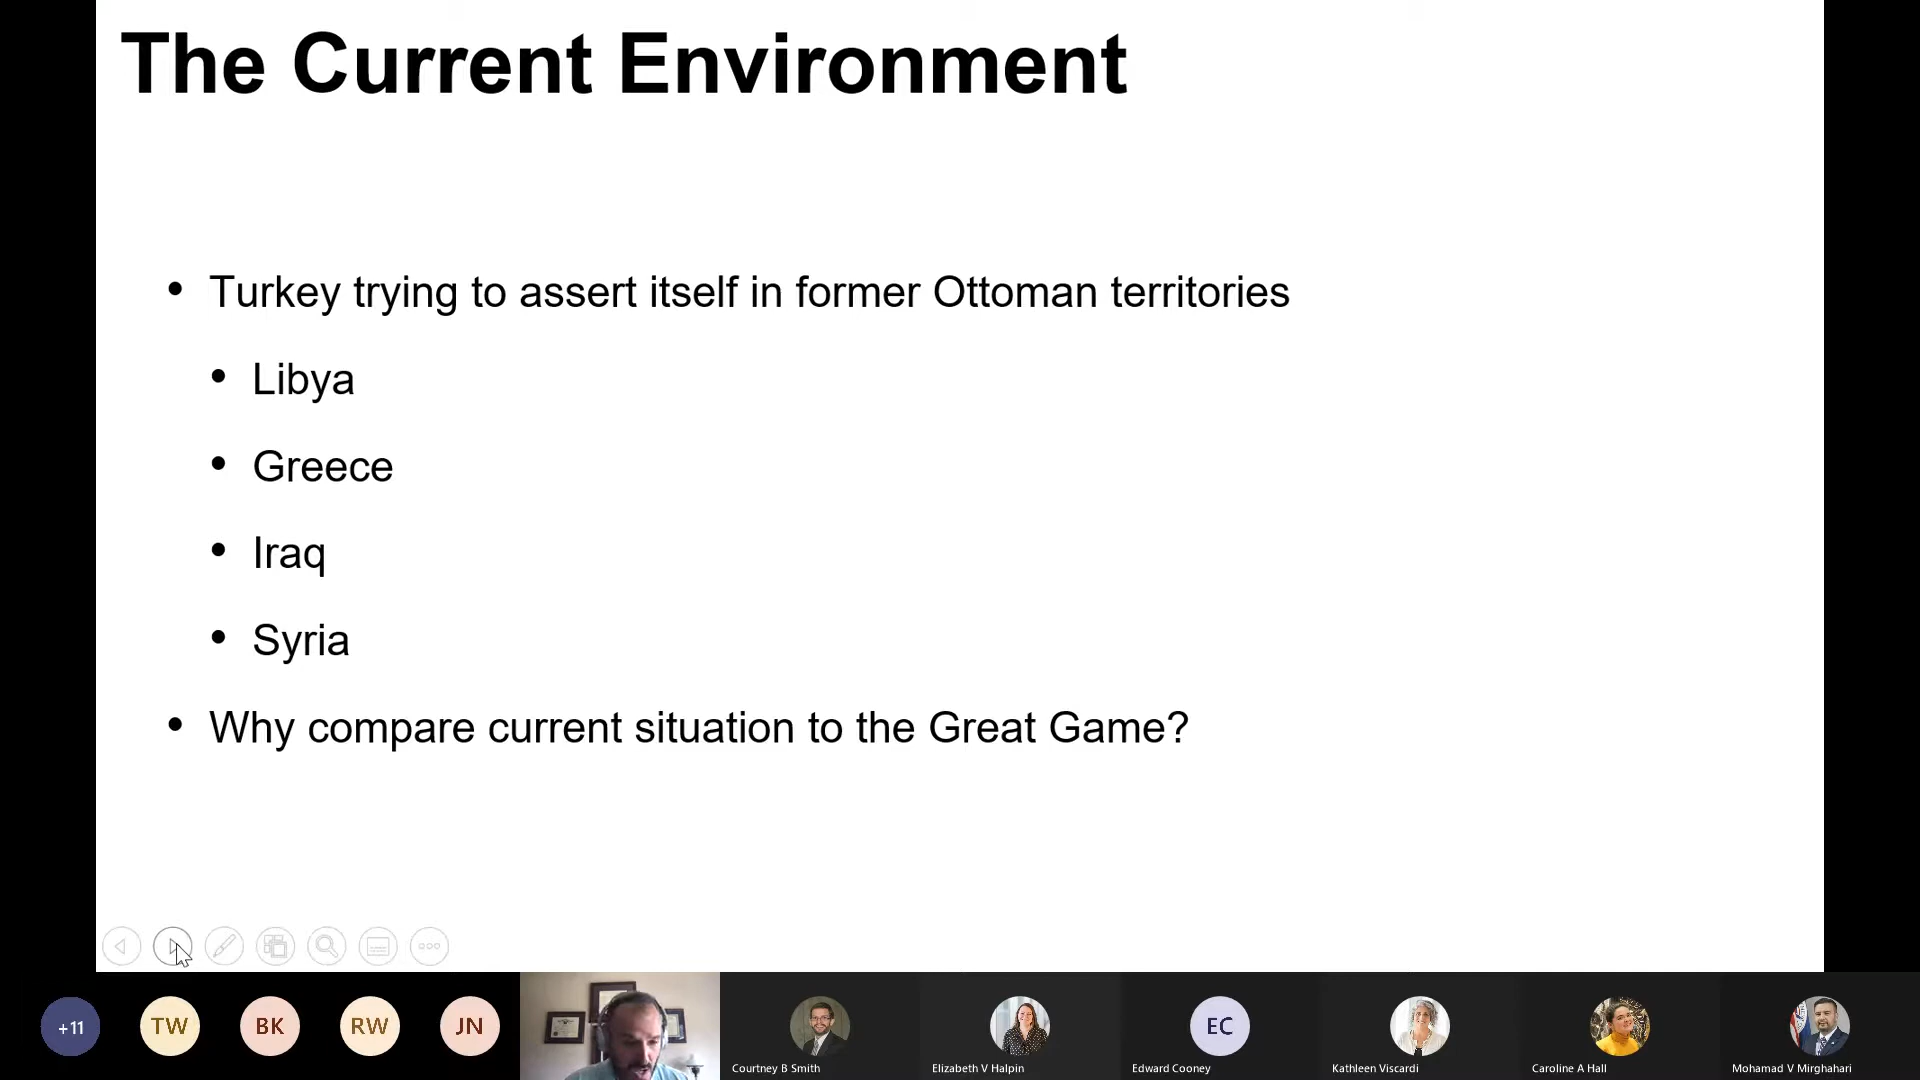 The Current Environment
• Turkey trying to assert itself in former Ottoman territories
• Libya
• Greece
• Iraq
• Syria
• Why compare current situation to the Great Game?
+11
TW
BK
RW
JN
EC
Courtney B Smith
Elizabeth V Halpin
Edward Cooney
Kathleen Viscardi
Caroline A Hall
Mohamad V Mirghahari